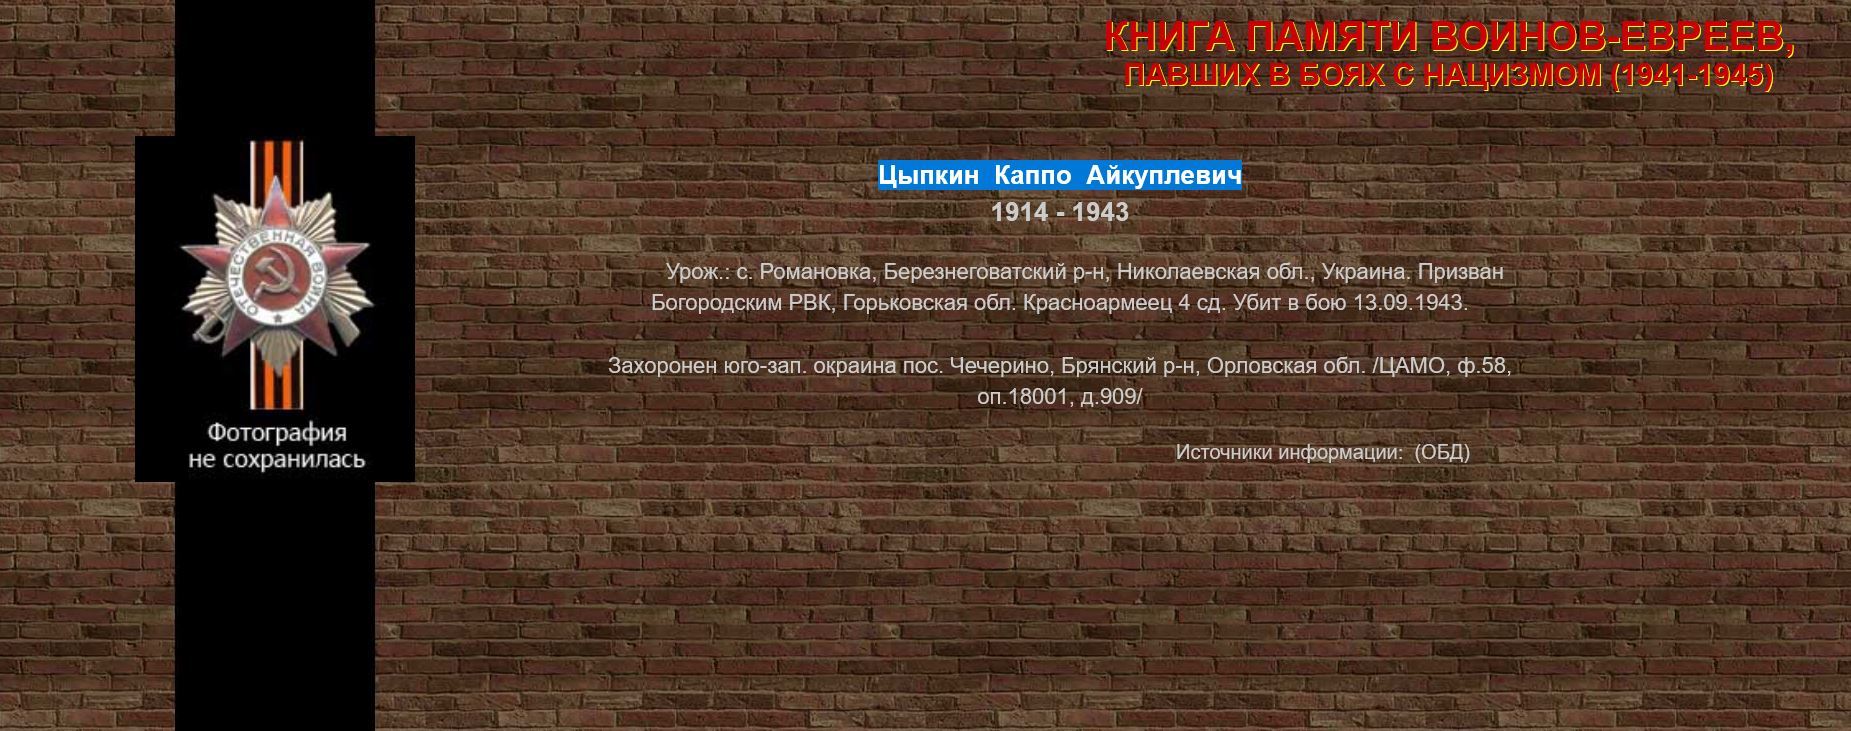 КНИГА ПАМЯТИ ВОИНОВ-ЕВРЕЕВ,
ПАВШИХ В БОЯХ С НАЦИЗМОМ (1941-1945)
Цыпкин Каппо Айкуплевич
1914 - 1943
Урож.: с. Романовка, Березнеговатский р-н, Николаевская обл., Украина. Призван
Богородским РВК, Горьковская обл. Красноармеец 4 сд. Убит в бою 13.09.1943.
Захоронен юго-зап. окраина пос. Чечерино, Брянский р-н, Орловская обл. /ЦАМО, ф.58,
оп.18001, д.909/
Источники информации: (ОБД)
ОТЕЧЕСТВЕННАЯ ВОЙНА
Фотография
не сохранилась